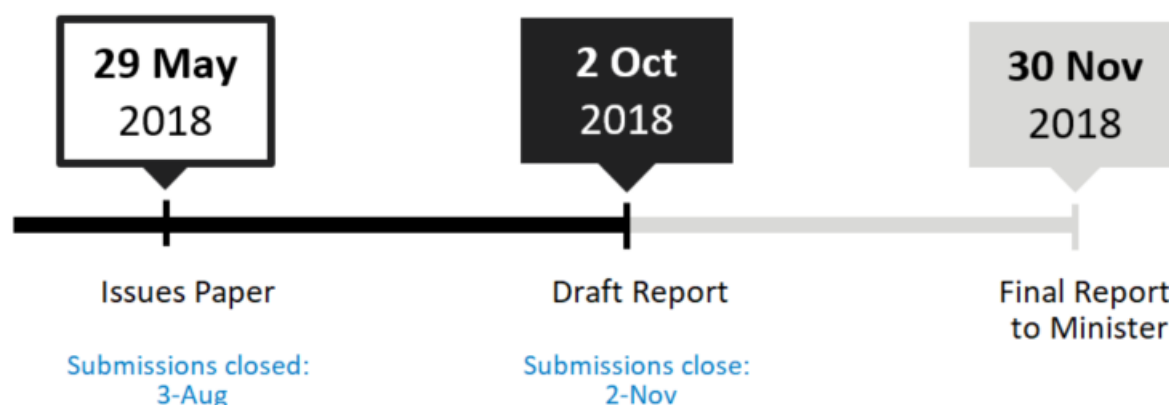 29 May
2018
2 Oct
2018
30 Nov
2018
Issues Paper
Draft Report
Final Report
to Minister
Submissions closed:
3-Aug
Submissions close:
2-Nov